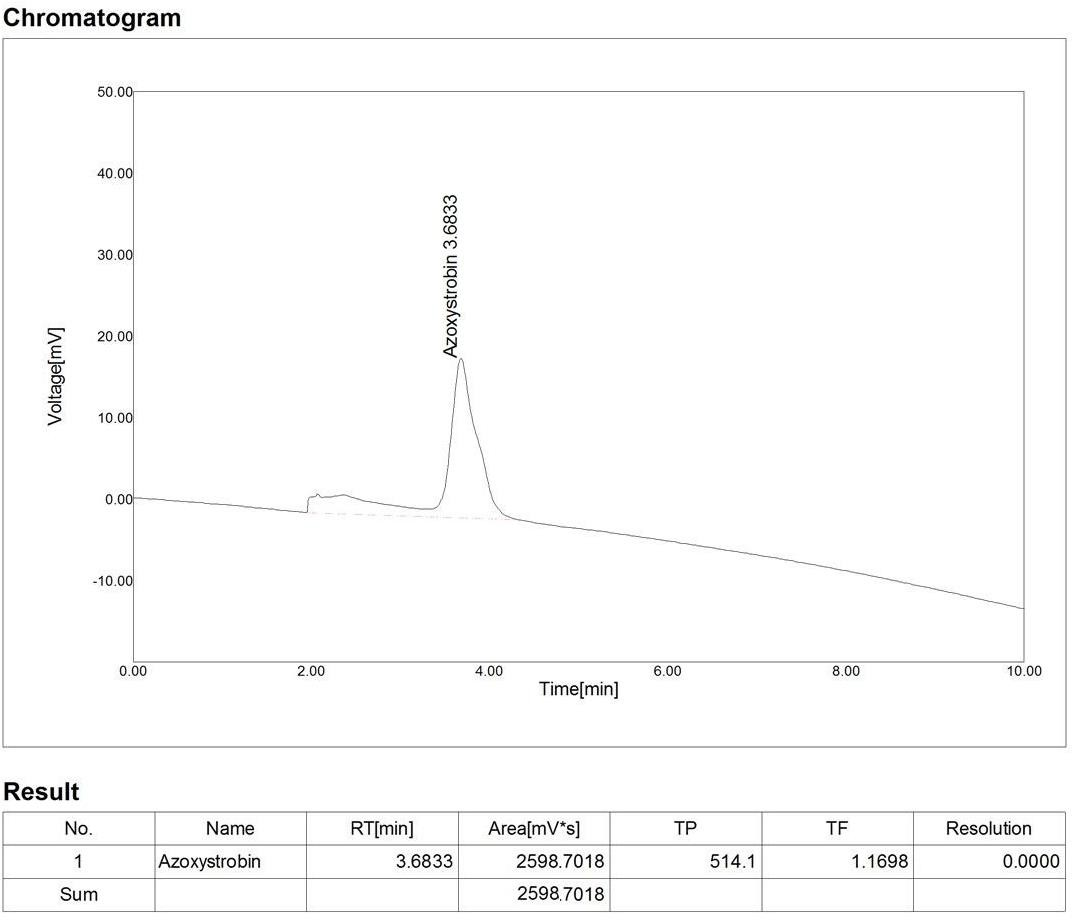 Chromatogram
50.00
40.00
30.00
20.00
10.00
0.00
-10.00
Voltage[mV]
Azoxystrobin 3.6833
0.00 2.00 4.00 6.00 8.00 10.00
Time[min]
Result
No. Name RT[min] Area[mV*s] TP TF Resolution
1 Azoxystrobin 3.6833 2598.7018 514.1 1.1698 0.0000
Sum 2598.7018